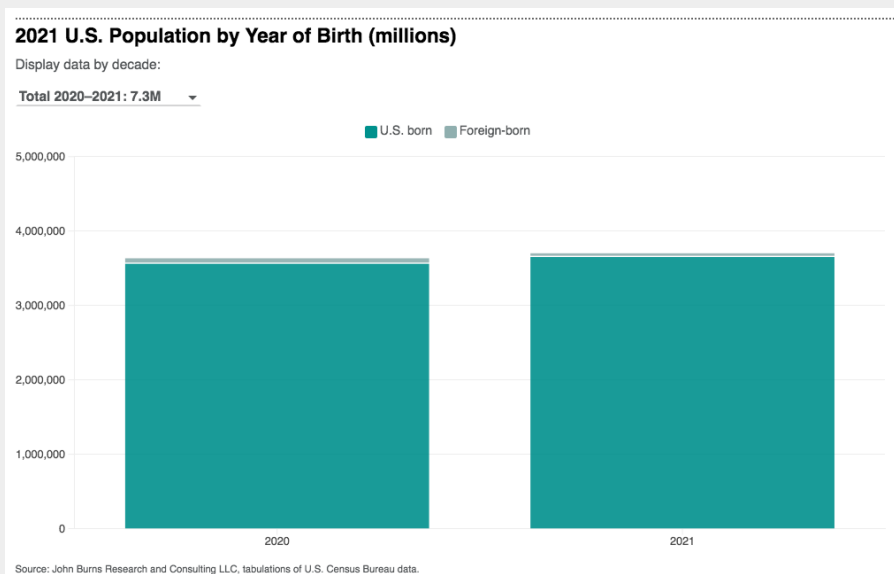 2021 U.S. Population by Year of Birth (millions)
Display data by decade:
Total 2020–2021: 7.3M
U.S. born Foreign-born
5,000,000
4,000,000
3,000,000
2,000,000
1,000,000
0
2020 2021
Source: John Burns Research and Consulting LLC, tabulations of U.S. Census Bureau data.